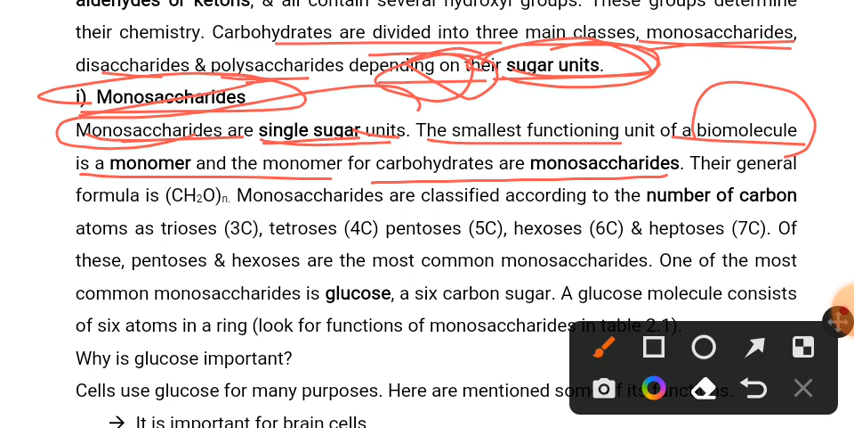 aldehydes or ketons, & all contain several hydroxyl groups. These groups determine
their chemistry. Carbohydrates are divided into three main classes, monosaccharides,
disaccharides & polysaccharides depending on their sugar units.
i) Monosaccharides
Monosaccharides are single sugar units. The smallest functioning unit of a biomolecule
is a monomer and the monomer for carbohydrates are monosaccharides. Their general
formula is (CH₂O)n. Monosaccharides are classified according to the number of carbon
atoms as trioses (3C), tetroses (4C) pentoses (5C), hexoses (6C) & heptoses (7C). Of
these, pentoses & hexoses are the most common monosaccharides. One of the most
common monosaccharides is glucose, a six carbon sugar. A glucose molecule consists
of six atoms in a ring (look for functions of monosaccharides in table 2.1).
Why is glucose important?
Cells use glucose for many purposes. Here are mentioned some of its functions.
→ It is important for brain cells